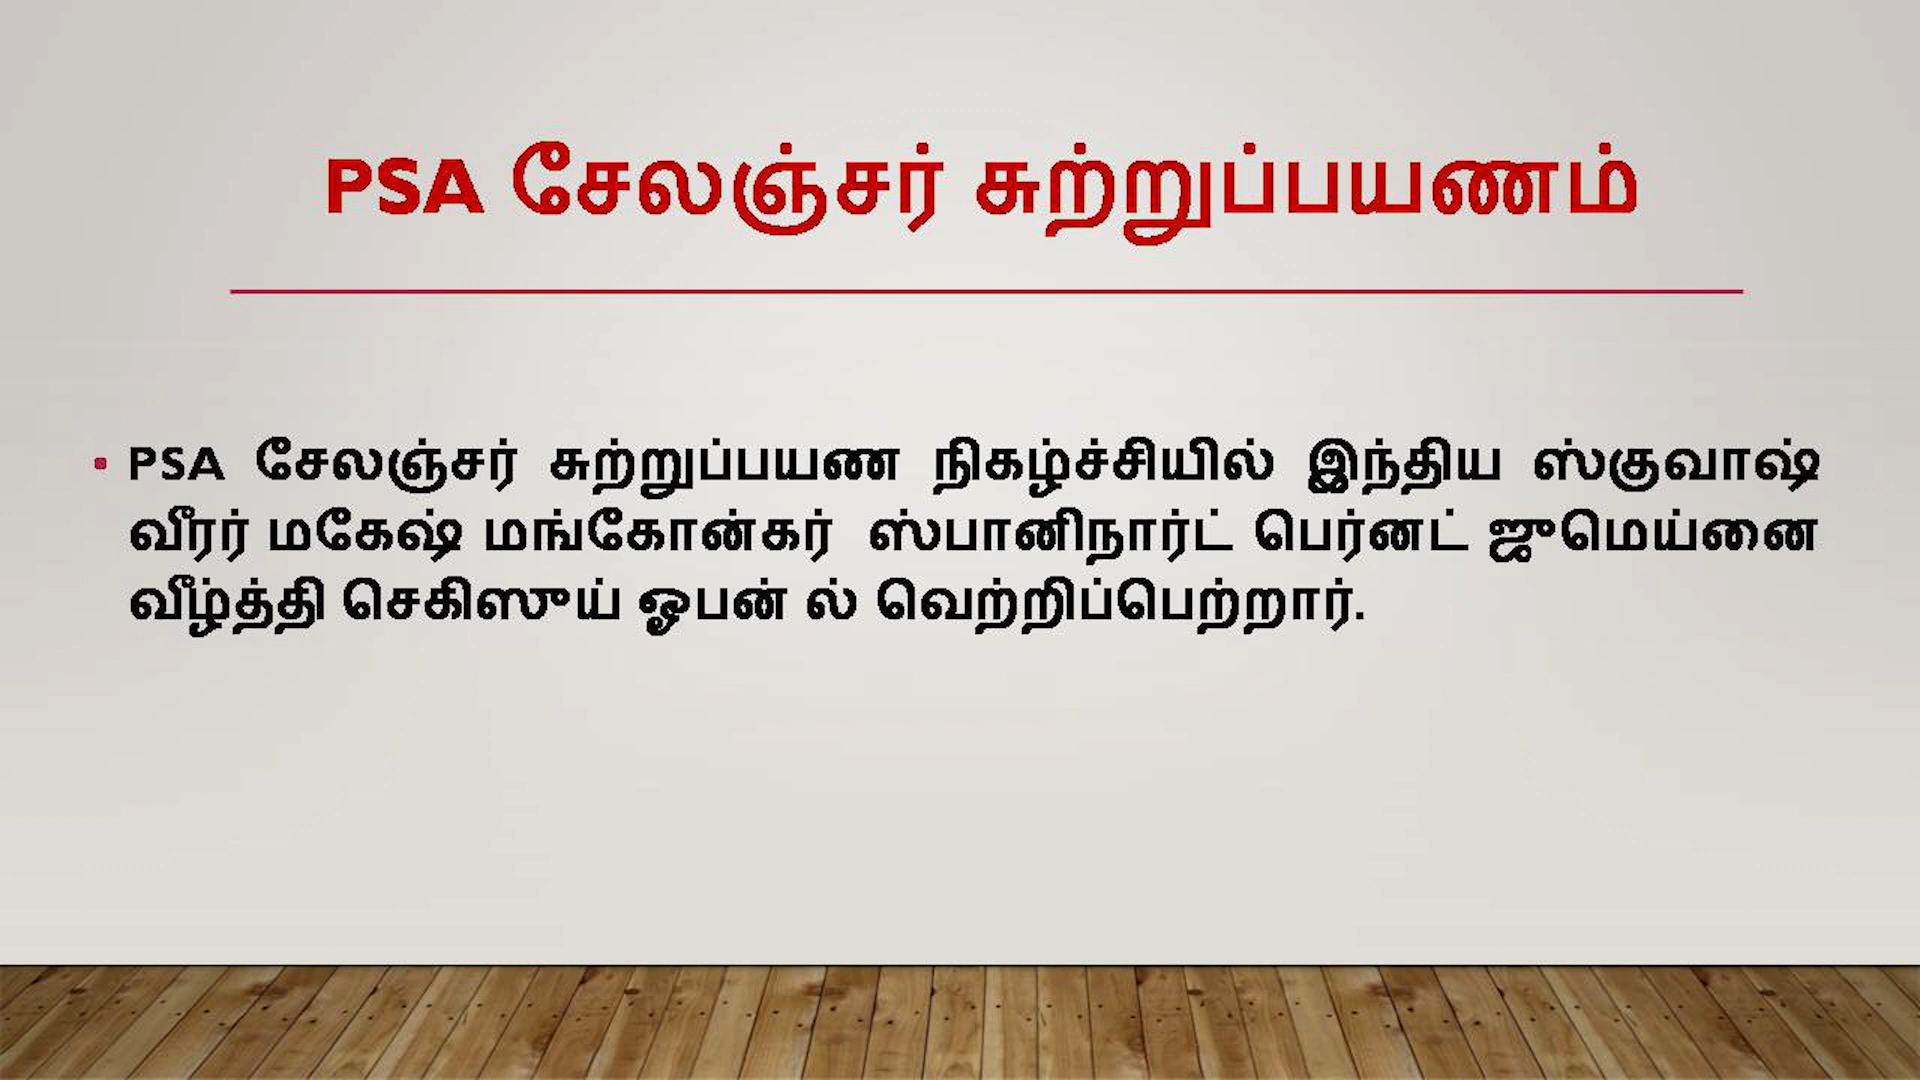 PSA சேலஞ்சர் சுற்றுப்பயணம்
• PSA சேலஞ்சர் சுற்றுப்பயண நிகழ்ச்சியில் இந்திய ஸ்குவாஷ்
வீரர் மகேஷ் மங்கோன்கர் ஸ்பானிநார்ட் பெர்னட் ஜுமெய்னை
வீழ்த்தி செகிஸுய் ஓபன் ல் வெற்றிப்பெற்றார்.